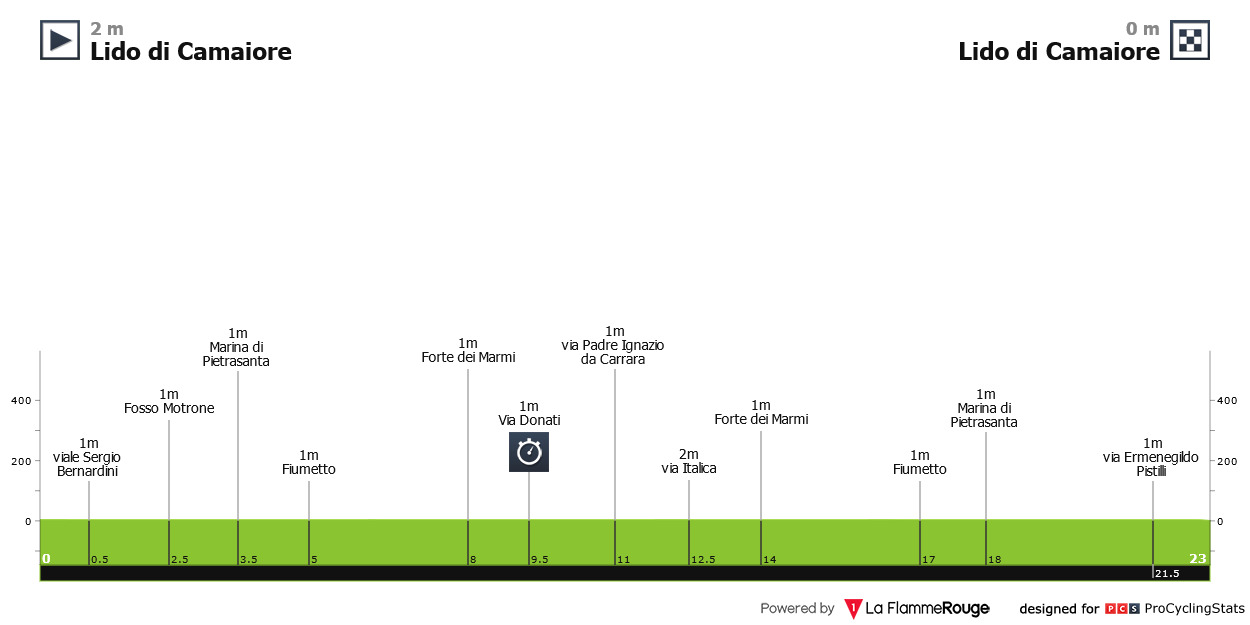 2 m
Lido di Camaiore
0 m
Lido di Camaiore
1m
viale Sergio
Bernardini
1m
Fosso Motrone
1m
Marina di
Pietrasanta
1m
Fiumetto
1m
Forte dei Marmi
1m
Via Donati
1m
via Padre Ignazio
da Carrara
2m
via Italica
1m
Forte dei Marmi
1m
Fiumetto
1m
Marina di
Pietrasanta
1m
via Ermenegildo
Pistilli
400
200
0
400
200
0
0
0.5
2.5
3.5
5
8
9.5
11
12.5
14
17
18
21.5
23
Powered by 1 La FlammeRouge designed for PCS ProCyclingStats